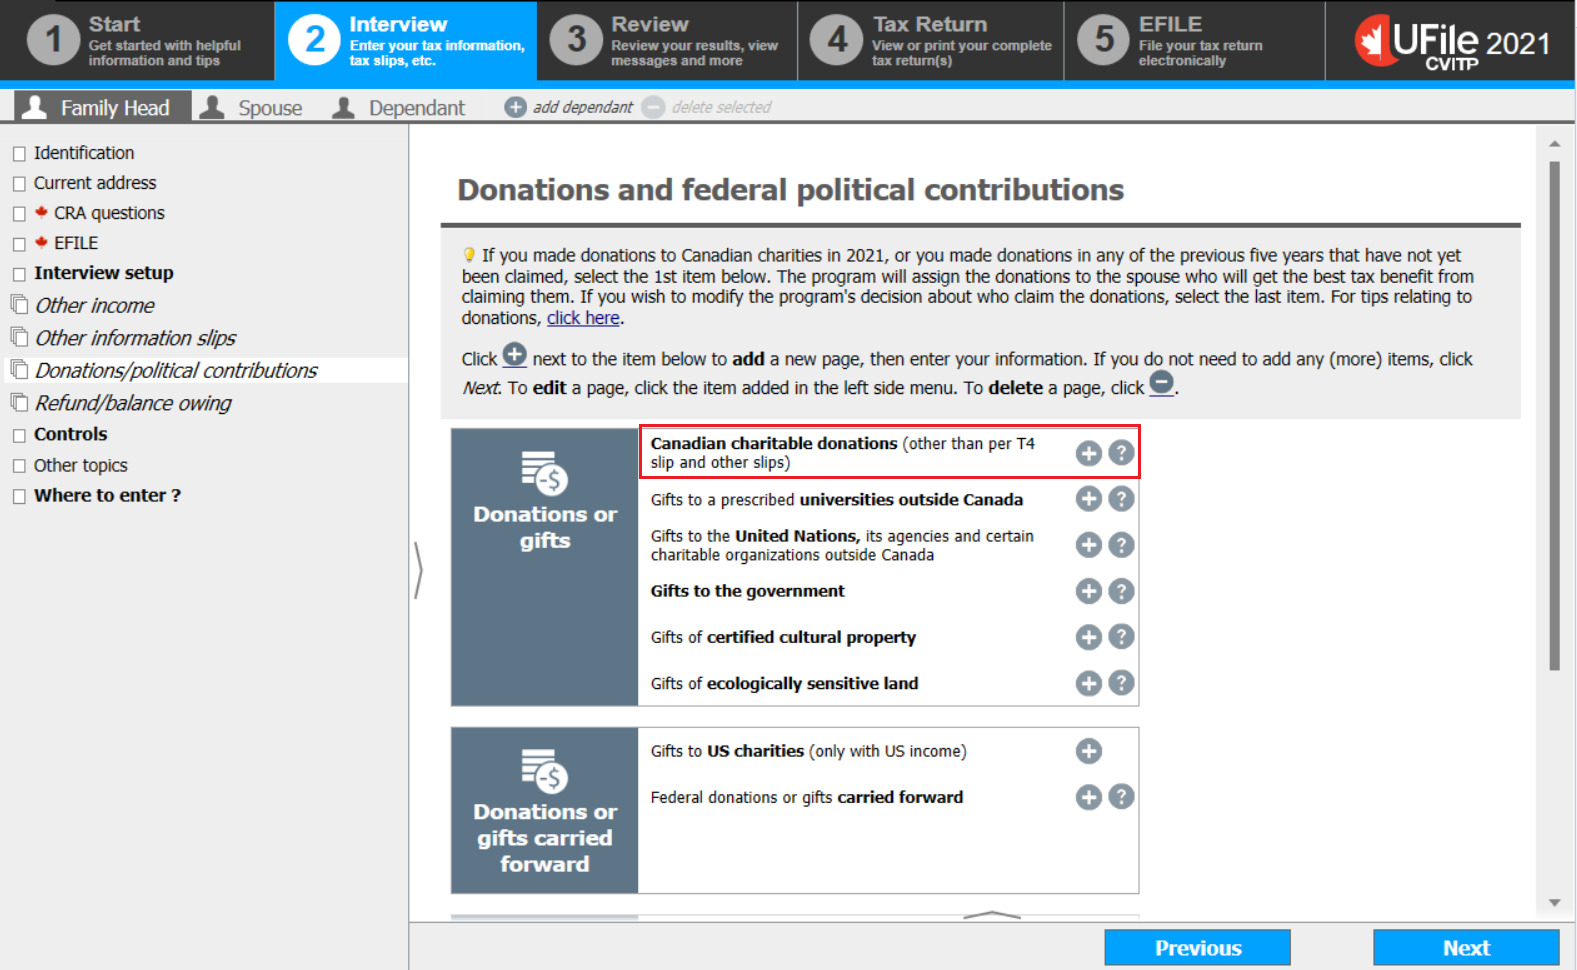 1
Start
Get started with helpful
information and tips
2
Interview
Enter your tax information,
tax slips, etc.
3
Review
Review your results, view
messages and more
4
Tax Return
View or print your complete
tax return(s)
5
EFILE
File your tax return
electronically
UFile 2021
CVITP
Family Head
Spouse
Dependant
add dependant
delete selected
Identification
Current address
CRA questions
EFILE
Interview setup
Other income
Other information slips
Donations/political contributions
Refund/balance owing
Controls
Other topics
Where to enter ?
Donations and federal political contributions
If you made donations to Canadian charities in 2021, or you made donations in any of the previous five years that have not yet
been claimed, select the 1st item below. The program will assign the donations to the spouse who will get the best tax benefit from
claiming them. If you wish to modify the program's decision about who claim the donations, select the last item. For tips relating to
donations, click here.
Click + next to the item below to add a new page, then enter your information. If you do not need to add any (more) items, click
Next. To edit a page, click the item added in the left side menu. To delete a page, click −.
Donations or
gifts
Canadian charitable donations (other than per T4
slip and other slips)
Gifts to a prescribed universities outside Canada
Gifts to the United Nations, its agencies and certain
charitable organizations outside Canada
Gifts to the government
Gifts of certified cultural property
Gifts of ecologically sensitive land
Donations or
gifts carried
forward
Gifts to US charities (only with US income)
Federal donations or gifts carried forward
Previous
Next